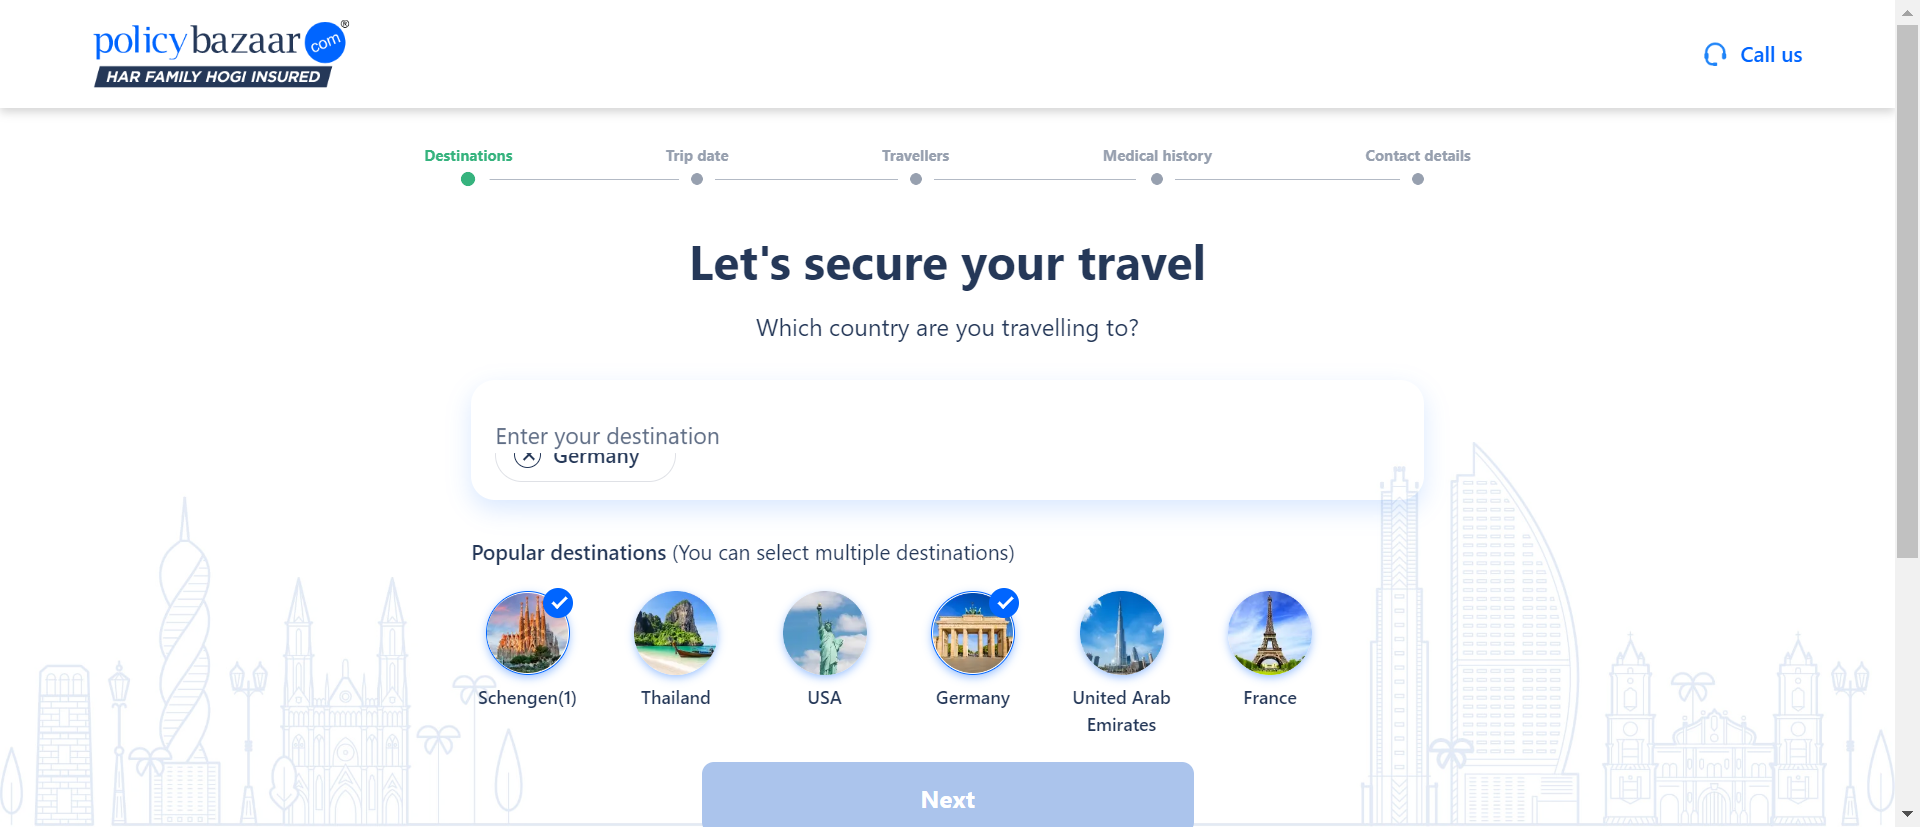 policybazaar com ®
HAR FAMILY HOGI INSURED
Call us
Destinations
Trip date
Travellers
Medical history
Contact details
Let's secure your travel
Which country are you travelling to?
Enter your destination
Germany
Popular destinations (You can select multiple destinations)
Schengen(1)
Thailand
USA
Germany
United Arab
Emirates
France
Next